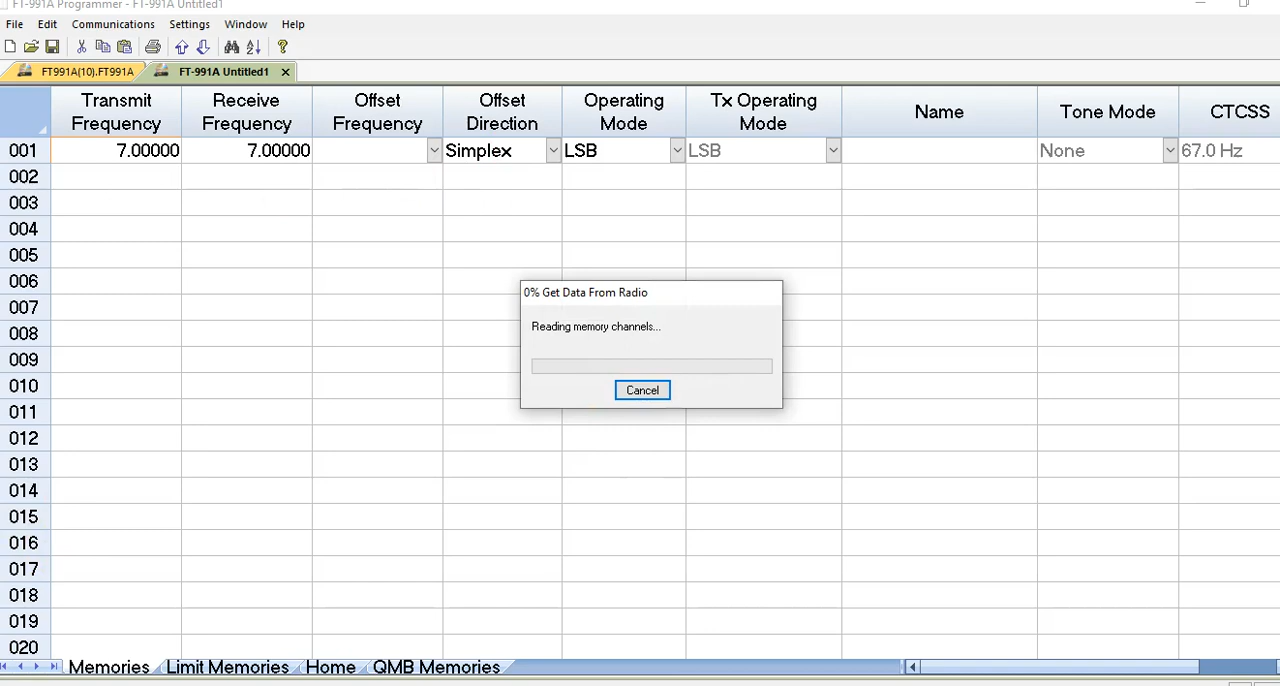 FT-991A Programmer - FT-991A Untitled1
File Edit Communications Settings Window Help
FT991A(10).FT991A FT-991A Untitled1
Transmit Frequency Receive Frequency Offset Frequency Offset Direction Operating Mode Tx Operating Mode Name Tone Mode CTCSS
001 7.00000 7.00000 Simplex LSB LSB None 67.0 Hz
002
003
004
005
006
0% Get Data From Radio
007
Reading memory channels...
008
009
010
Cancel
011
012
013
014
015
016
017
018
019
020
Memories Limit Memories Home QMB Memories